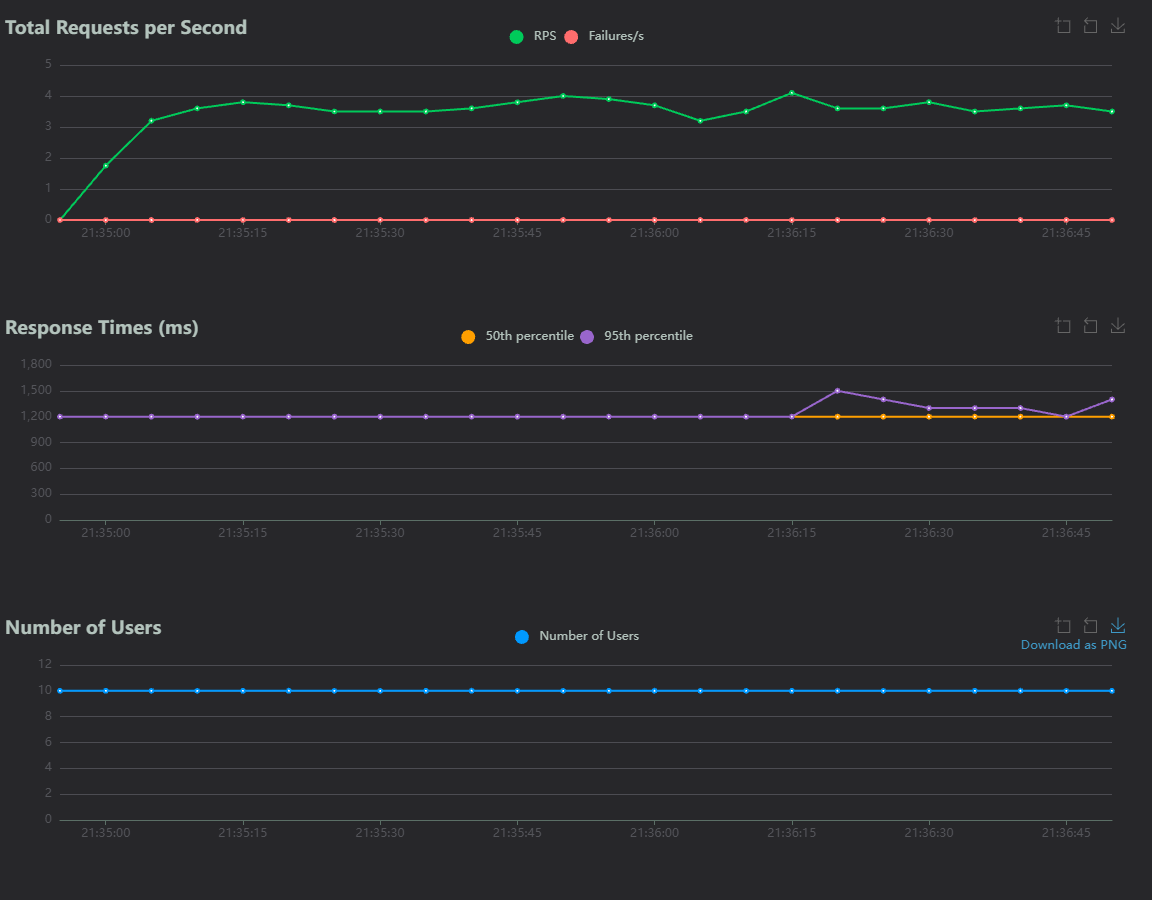 Total Requests per Second
RPS Failures/s
5
4
3
2
1
0
21:35:00 21:35:15 21:35:30 21:35:45 21:36:00 21:36:15 21:36:30 21:36:45
Response Times (ms)
50th percentile 95th percentile
1,800
1,500
1,200
900
600
300
0
21:35:00 21:35:15 21:35:30 21:35:45 21:36:00 21:36:15 21:36:30 21:36:45
Number of Users
Number of Users
Download as PNG
12
10
8
6
4
2
0
21:35:00 21:35:15 21:35:30 21:35:45 21:36:00 21:36:15 21:36:30 21:36:45